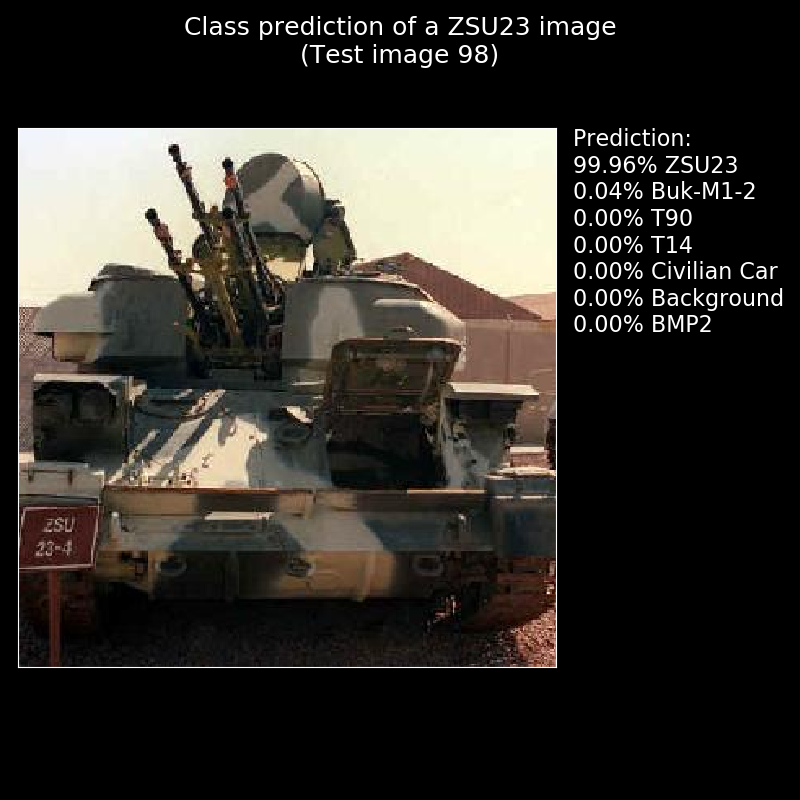 Class prediction of a ZSU23 image
(Test image 98)
Prediction:
99.96% ZSU23
0.04% Buk-M1-2
0.00% T90
0.00% T14
0.00% Civilian Car
0.00% Background
0.00% BMP2
ZSU
23-4